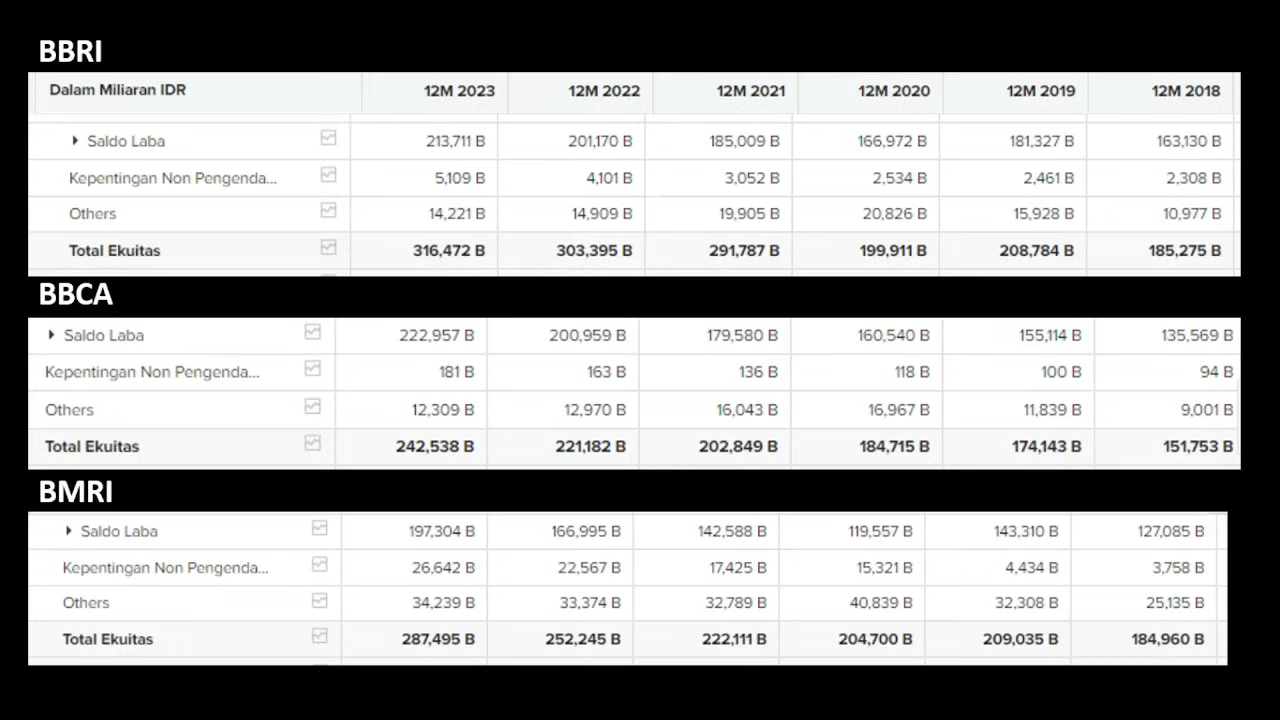 BBRI
Dalam Miliaran IDR 12M 2023 12M 2022 12M 2021 12M 2020 12M 2019 12M 2018
Saldo Laba 213,711 B 201,170 B 185,009 B 166,972 B 181,327 B 163,130 B
Kepentingan Non Pengenda... 5,109 B 4,101 B 3,052 B 2,534 B 2,461 B 2,308 B
Others 14,221 B 14,909 B 19,905 B 20,826 B 15,928 B 10,977 B
Total Ekuitas 316,472 B 303,395 B 291,787 B 199,911 B 208,784 B 185,275 B
BBCA
Saldo Laba 222,957 B 200,959 B 179,580 B 160,540 B 155,114 B 135,569 B
Kepentingan Non Pengenda... 181 B 163 B 136 B 118 B 100 B 94 B
Others 12,309 B 12,970 B 16,043 B 16,967 B 11,839 B 9,001 B
Total Ekuitas 242,538 B 221,182 B 202,849 B 184,715 B 174,143 B 151,753 B
BMRI
Saldo Laba 197,304 B 166,995 B 142,588 B 119,557 B 143,310 B 127,085 B
Kepentingan Non Pengenda... 26,642 B 22,567 B 17,425 B 15,321 B 4,434 B 3,758 B
Others 34,239 B 33,374 B 32,789 B 40,839 B 32,308 B 25,135 B
Total Ekuitas 287,495 B 252,245 B 222,111 B 204,700 B 209,035 B 184,960 B